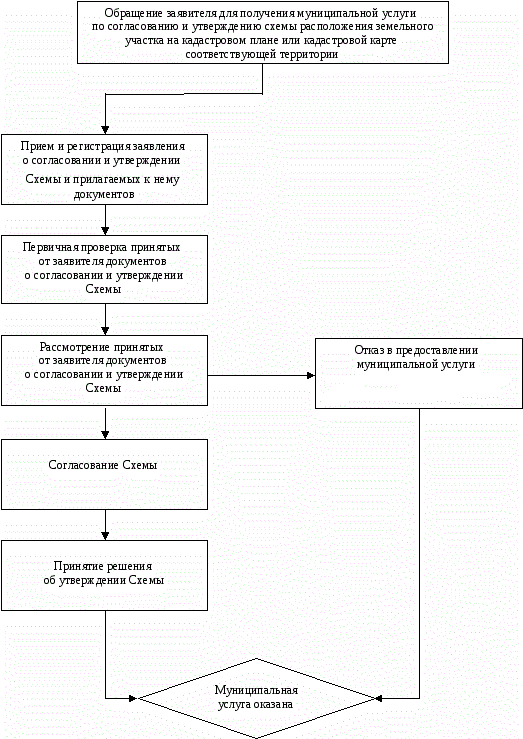 Обращение заявителя для получения муниципальной услуги
по согласованию и утверждению схемы расположения земельного
участка на кадастровом плане или кадастровой карте
соответствующей территории
Прием и регистрация заявления
о согласовании и утверждении
Схемы и прилагаемых к нему
документов
Первичная проверка принятых
от заявителя документов
о согласовании и утверждении
Схемы
Рассмотрение принятых
от заявителя документов
о согласовании и утверждении
Схемы
Отказ в предоставлении
муниципальной услуги
Согласование Схемы
Принятие решения
об утверждении Схемы
Муниципальная
услуга оказана